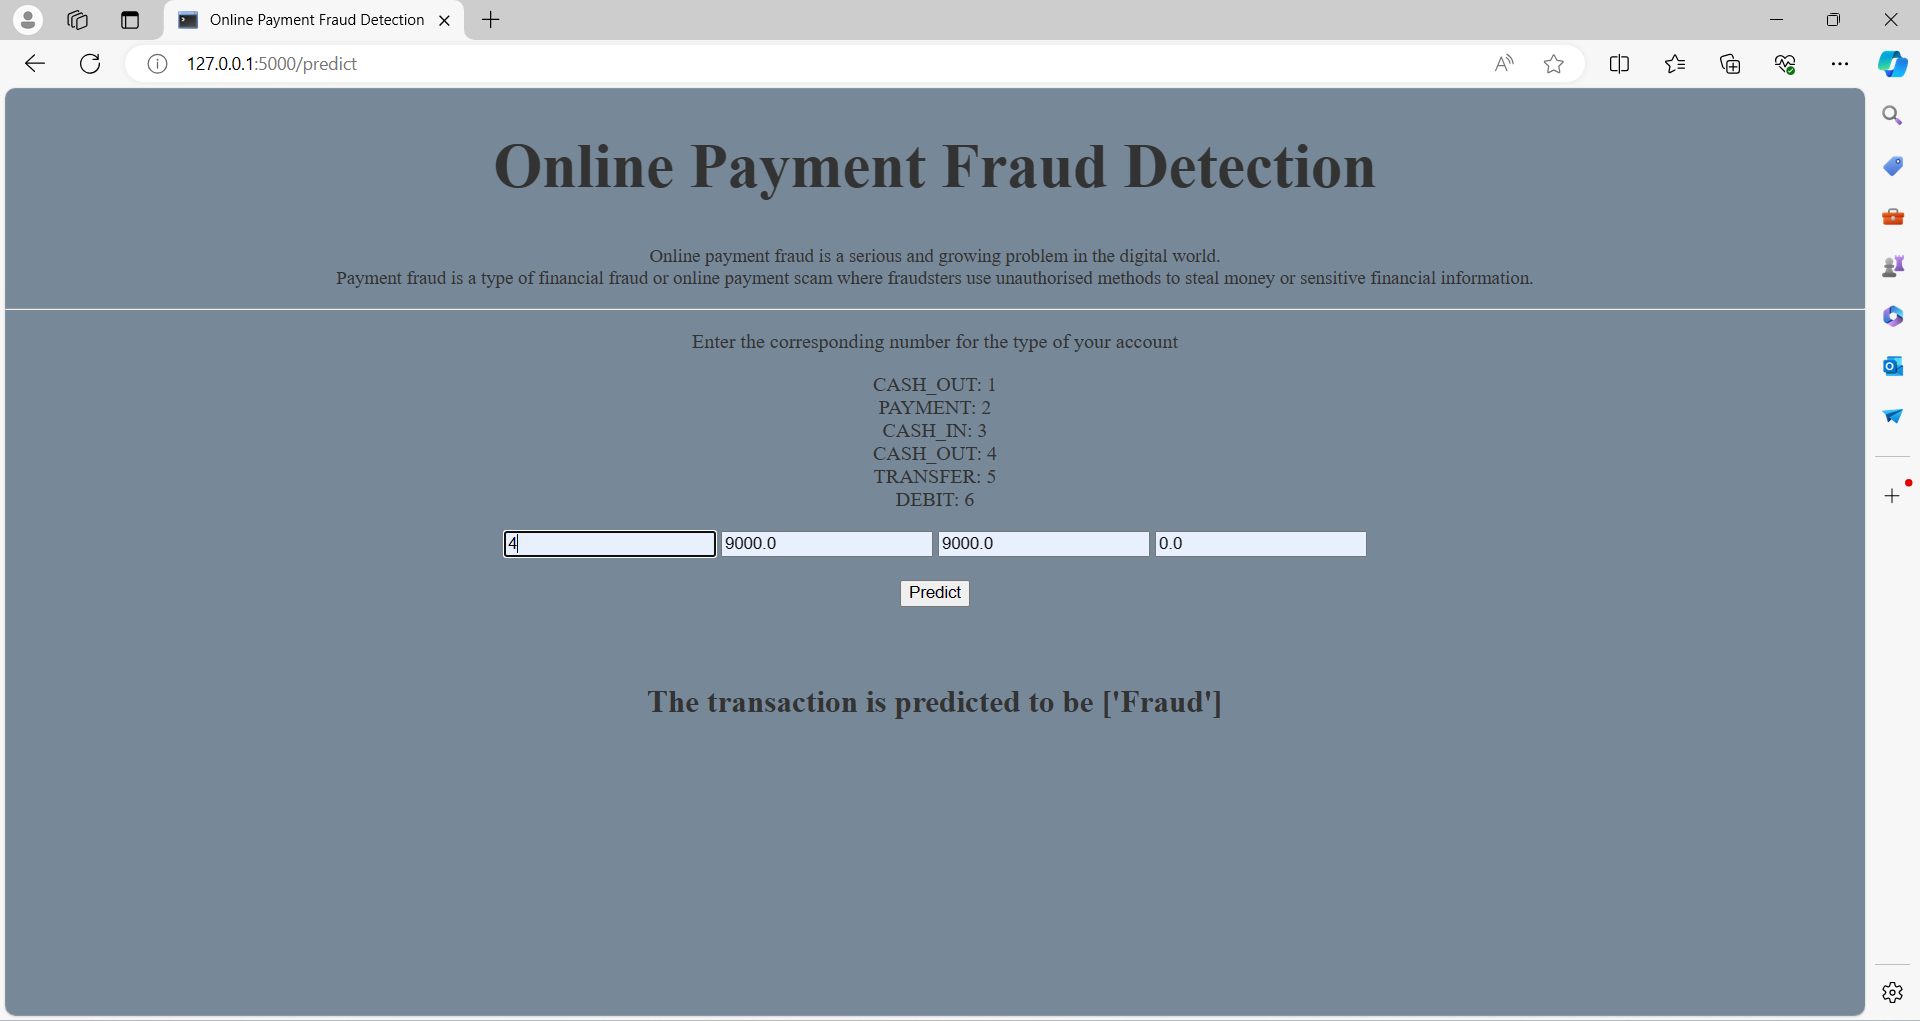 Online Payment Fraud Detection
127.0.0.1:5000/predict
Online Payment Fraud Detection
Online payment fraud is a serious and growing problem in the digital world.
Payment fraud is a type of financial fraud or online payment scam where fraudsters use unauthorised methods to steal money or sensitive financial information.
Enter the corresponding number for the type of your account
CASH_OUT: 1
PAYMENT: 2
CASH_IN: 3
CASH_OUT: 4
TRANSFER: 5
DEBIT: 6
4 9000.0 9000.0 0.0
Predict
The transaction is predicted to be ['Fraud']